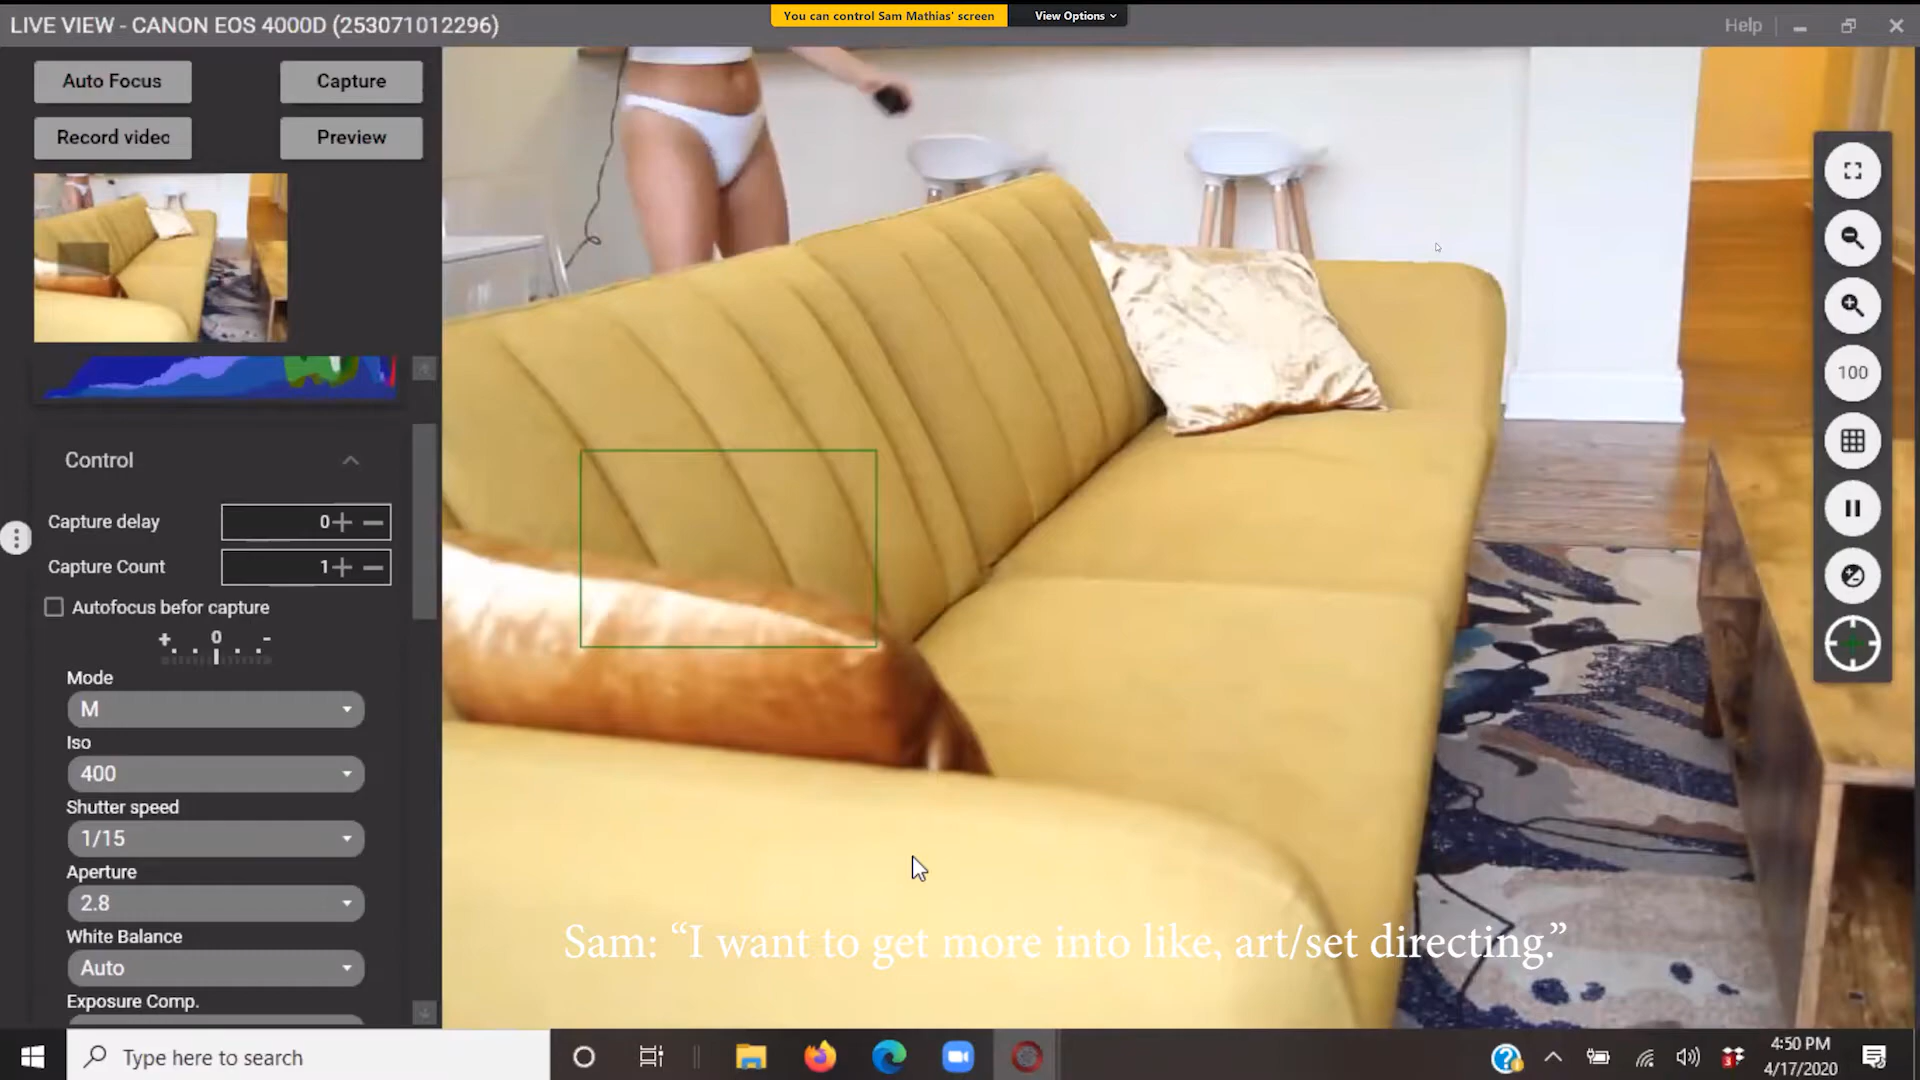 LIVE VIEW - CANON EOS 4000D (253071012296)
You can control Sam Mathias' screen
View Options
Help
Auto Focus
Capture
Record video
Preview
Control
Capture delay
0
Capture Count
1
Autofocus befor capture
+ 0 -
Mode
M
Iso
400
Shutter speed
1/15
Aperture
2.8
White Balance
Auto
Exposure Comp.
100
Sam: “I want to get more into like, art/set directing.”
Type here to search
4:50 PM
4/17/2020